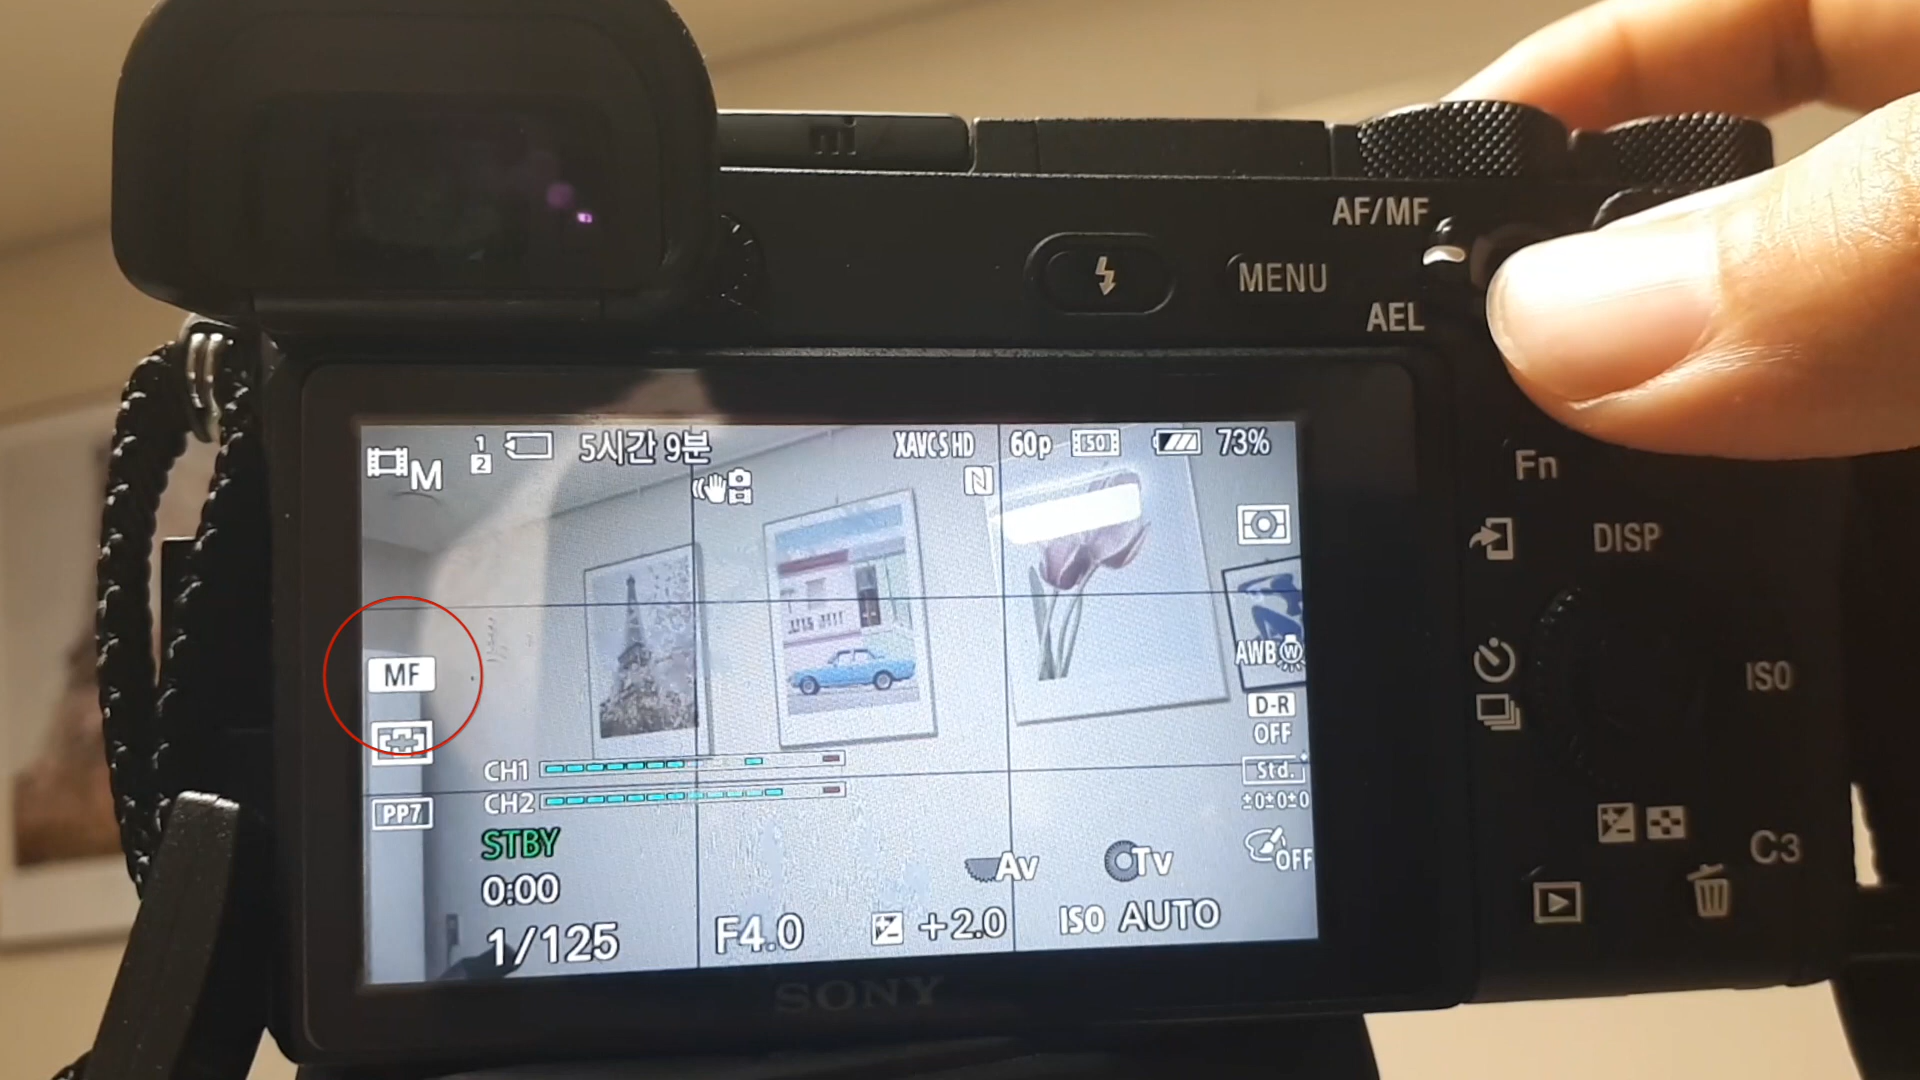 AF/MF
MENU
AEL
M
1
2
5시간 9분
XAVC S HD
60p
50
73%
Fn
DISP
MF
AWB
W
D-R
OFF
Std.
±0±0±0
ISO
CH1
CH2
PP7
STBY
0:00
Av
Tv
OFF
C3
1/125
F4.0
+2.0
ISO AUTO
SONY